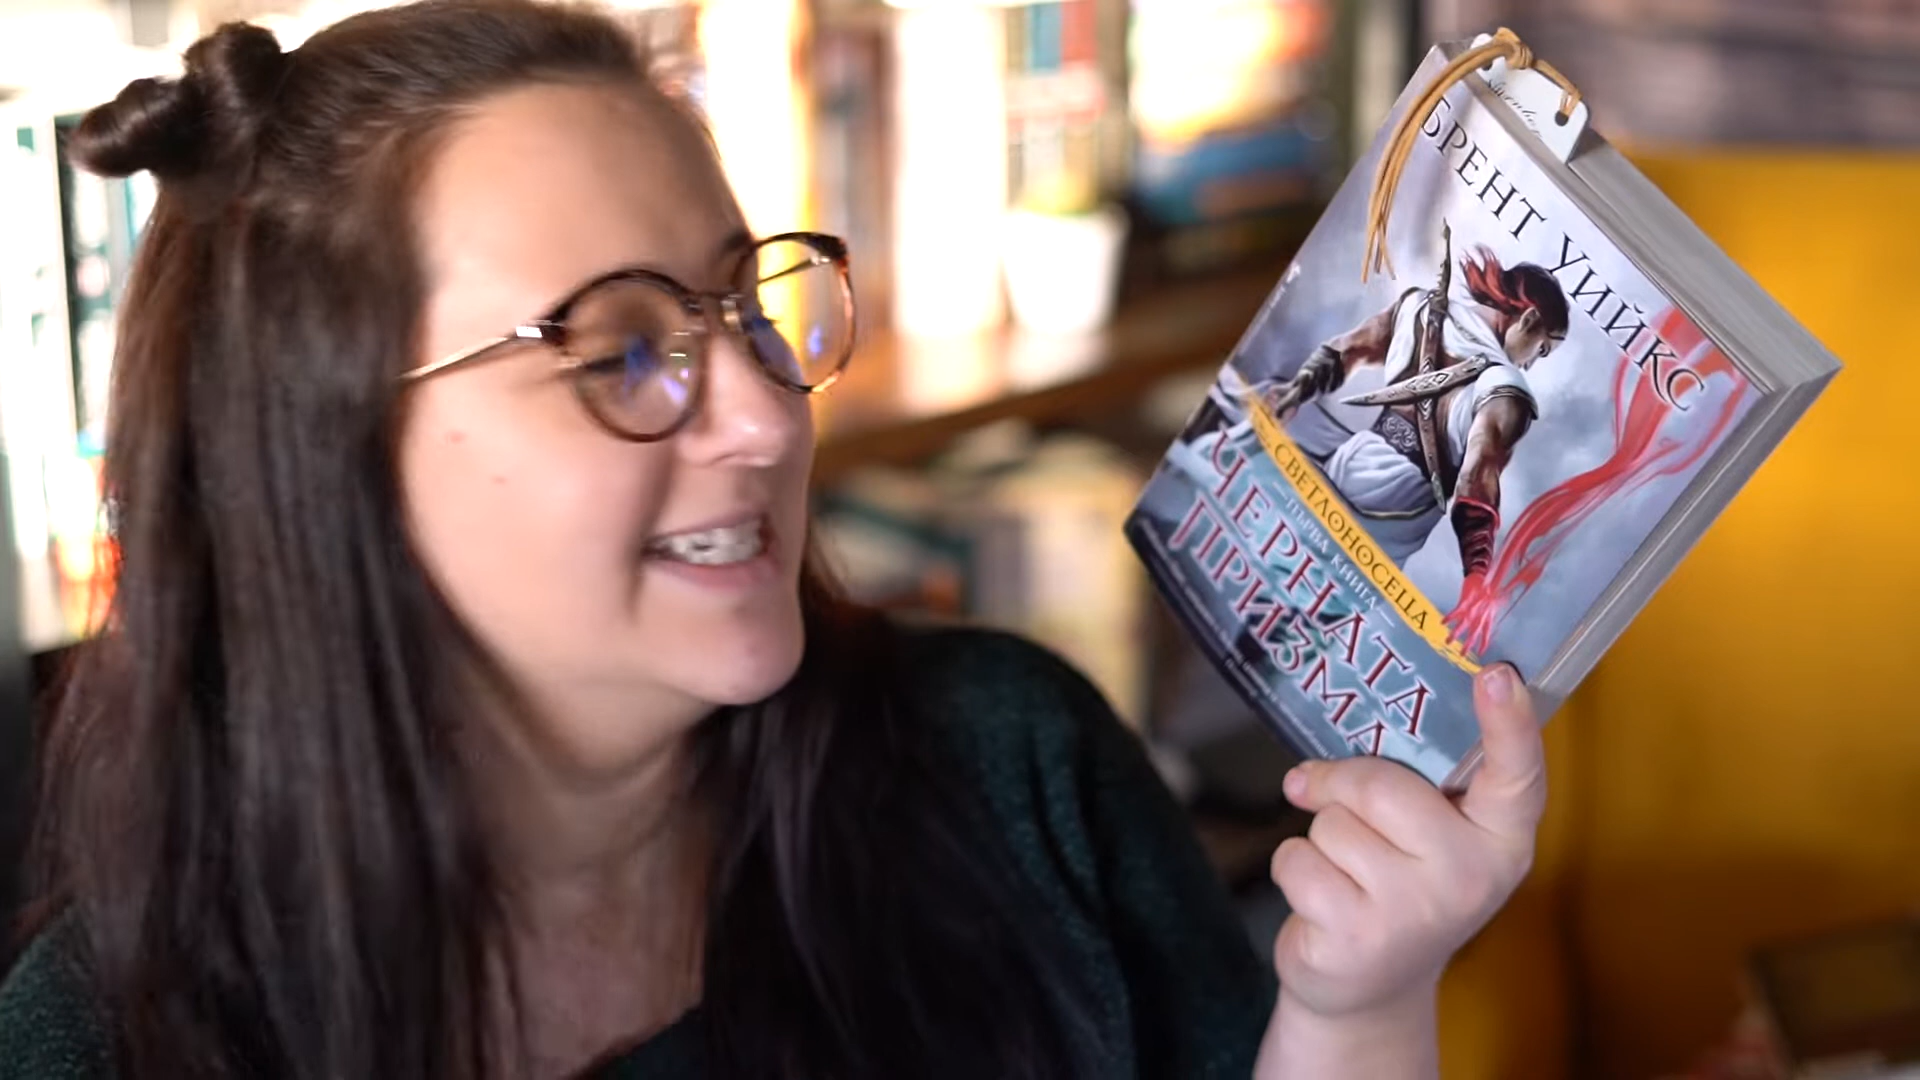 БРЕНТ УИЙКС
СВЕТЛОНОСЕЦА
ПЪРВА КНИГА
ЧЕРНАТА
ПРИЗМА